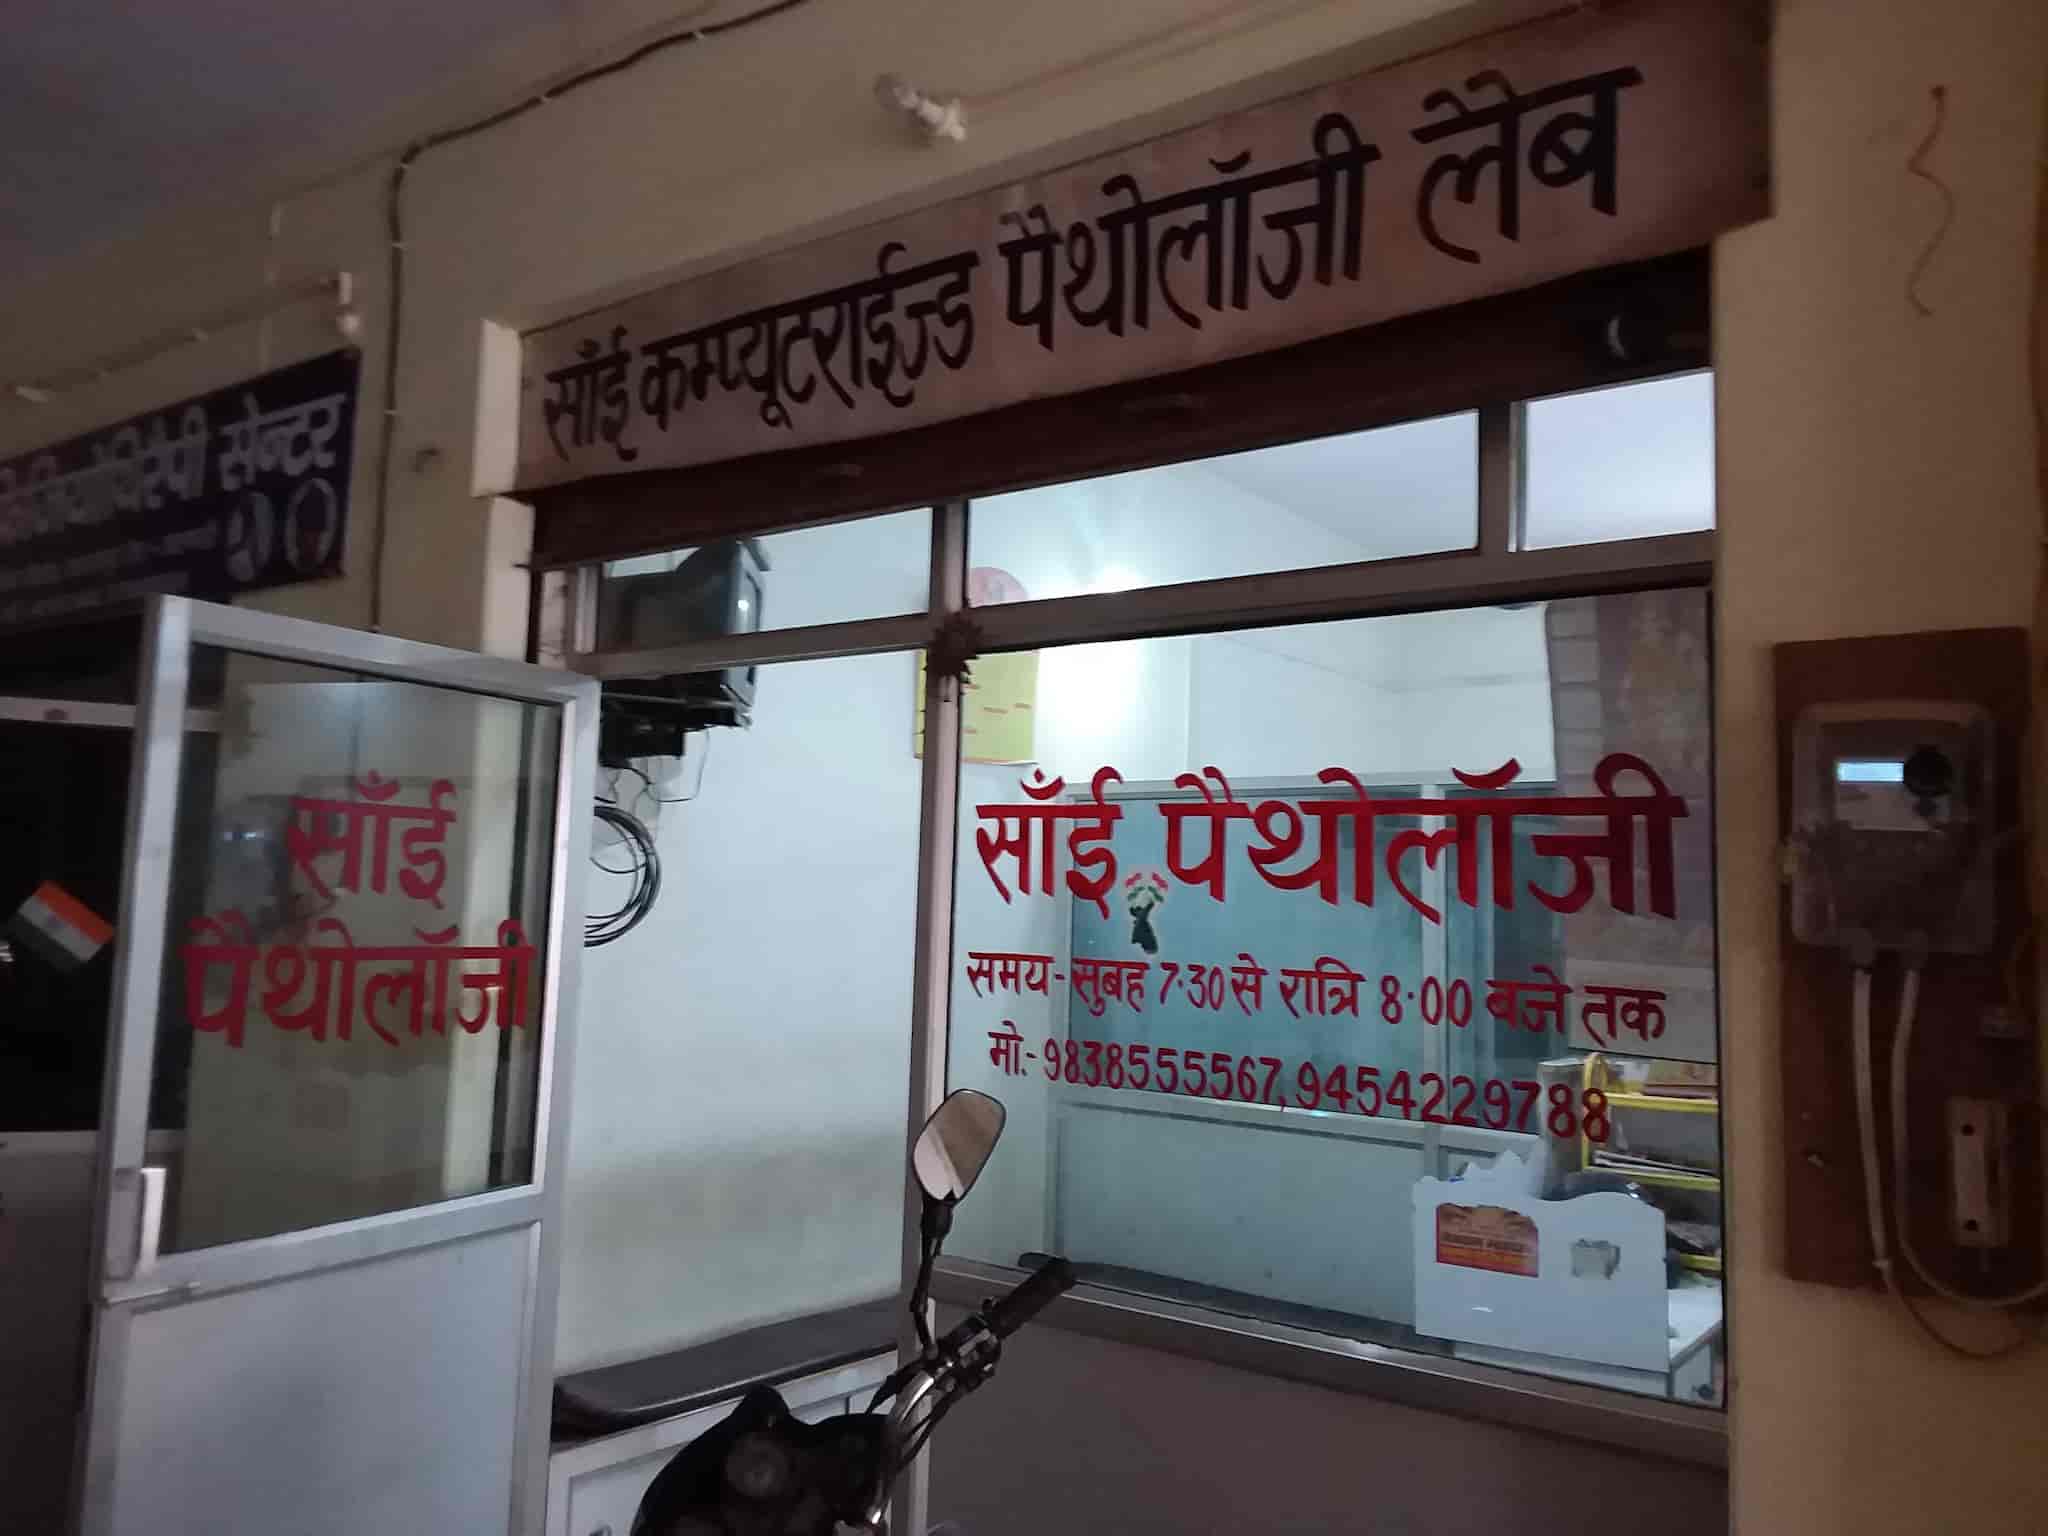 साँई कम्प्यूटराईज्ड पैथोलॉजी लैब
फिजियोथिरैपी सेन्टर
साँई
पैथोलॉजी
साँई पैथोलॉजी
समय- सुबह 7.30 से रात्रि 8.00 बजे तक
मो:- 9838555567, 9454229788